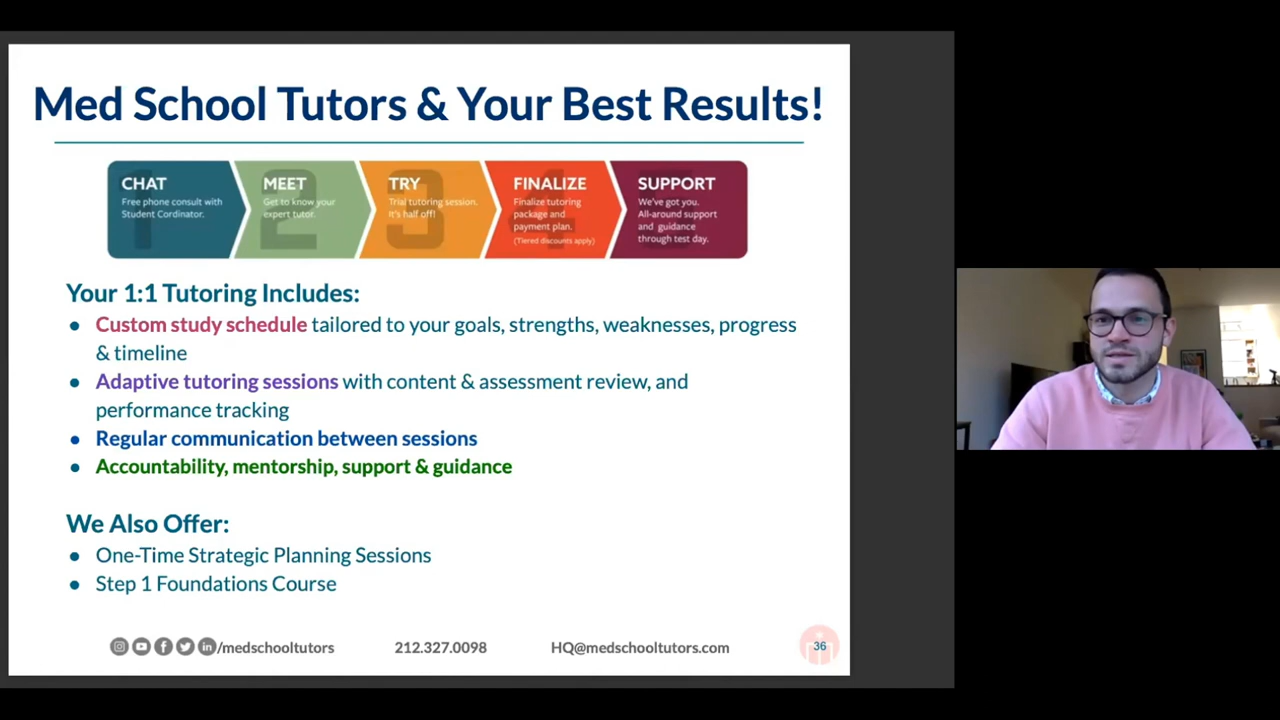 Med School Tutors & Your Best Results!
1
CHAT
Free phone consult with
Student Cordinator.
2
MEET
Get to know your
expert tutor.
3
TRY
Trial tutoring session.
It's half off!
4
FINALIZE
Finalize tutoring
package and
payment plan.
(Tiered discounts apply)
SUPPORT
We've got you.
All-around support
and guidance
through test day.
Your 1:1 Tutoring Includes:
● Custom study schedule tailored to your goals, strengths, weaknesses, progress
& timeline
● Adaptive tutoring sessions with content & assessment review, and
performance tracking
● Regular communication between sessions
● Accountability, mentorship, support & guidance
We Also Offer:
● One-Time Strategic Planning Sessions
● Step 1 Foundations Course
/medschooltutors 212.327.0098 HQ@medschooltutors.com 36